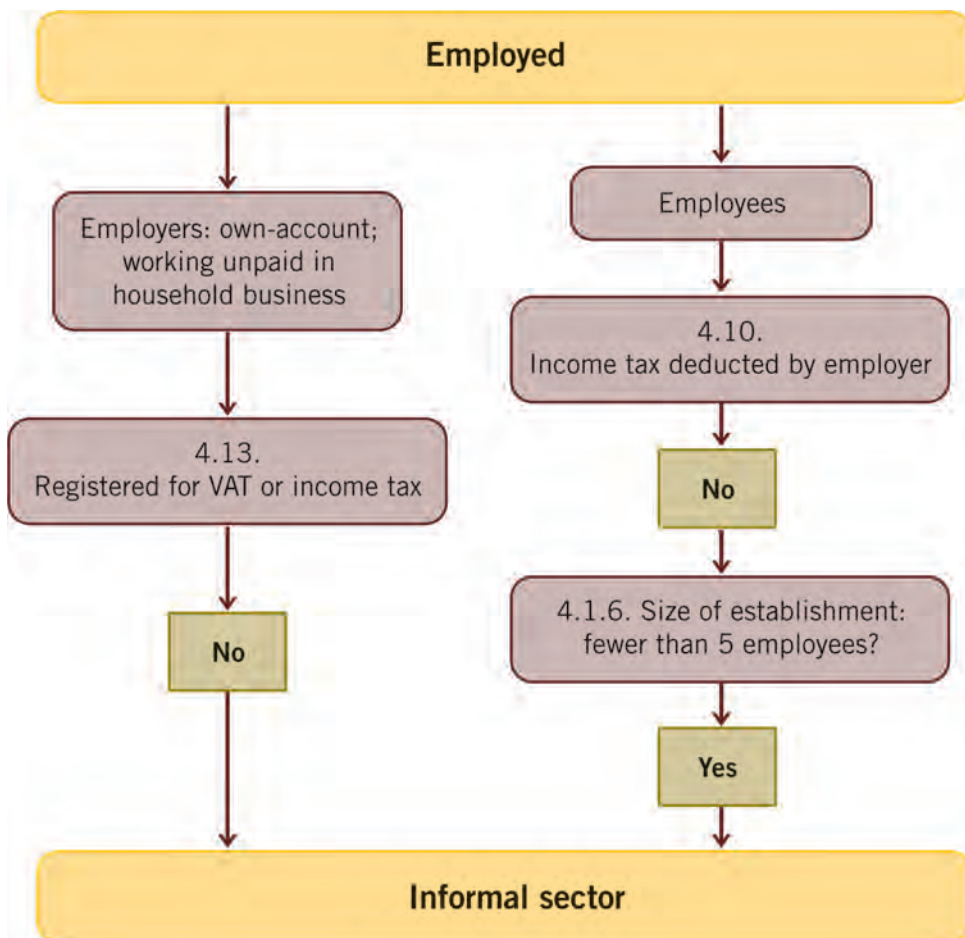 Employed
Employers: own-account;
working unpaid in
household business
4.13.
Registered for VAT or income tax
No
Employees
4.10.
Income tax deducted by employer
No
4.1.6. Size of establishment:
fewer than 5 employees?
Yes
Informal sector